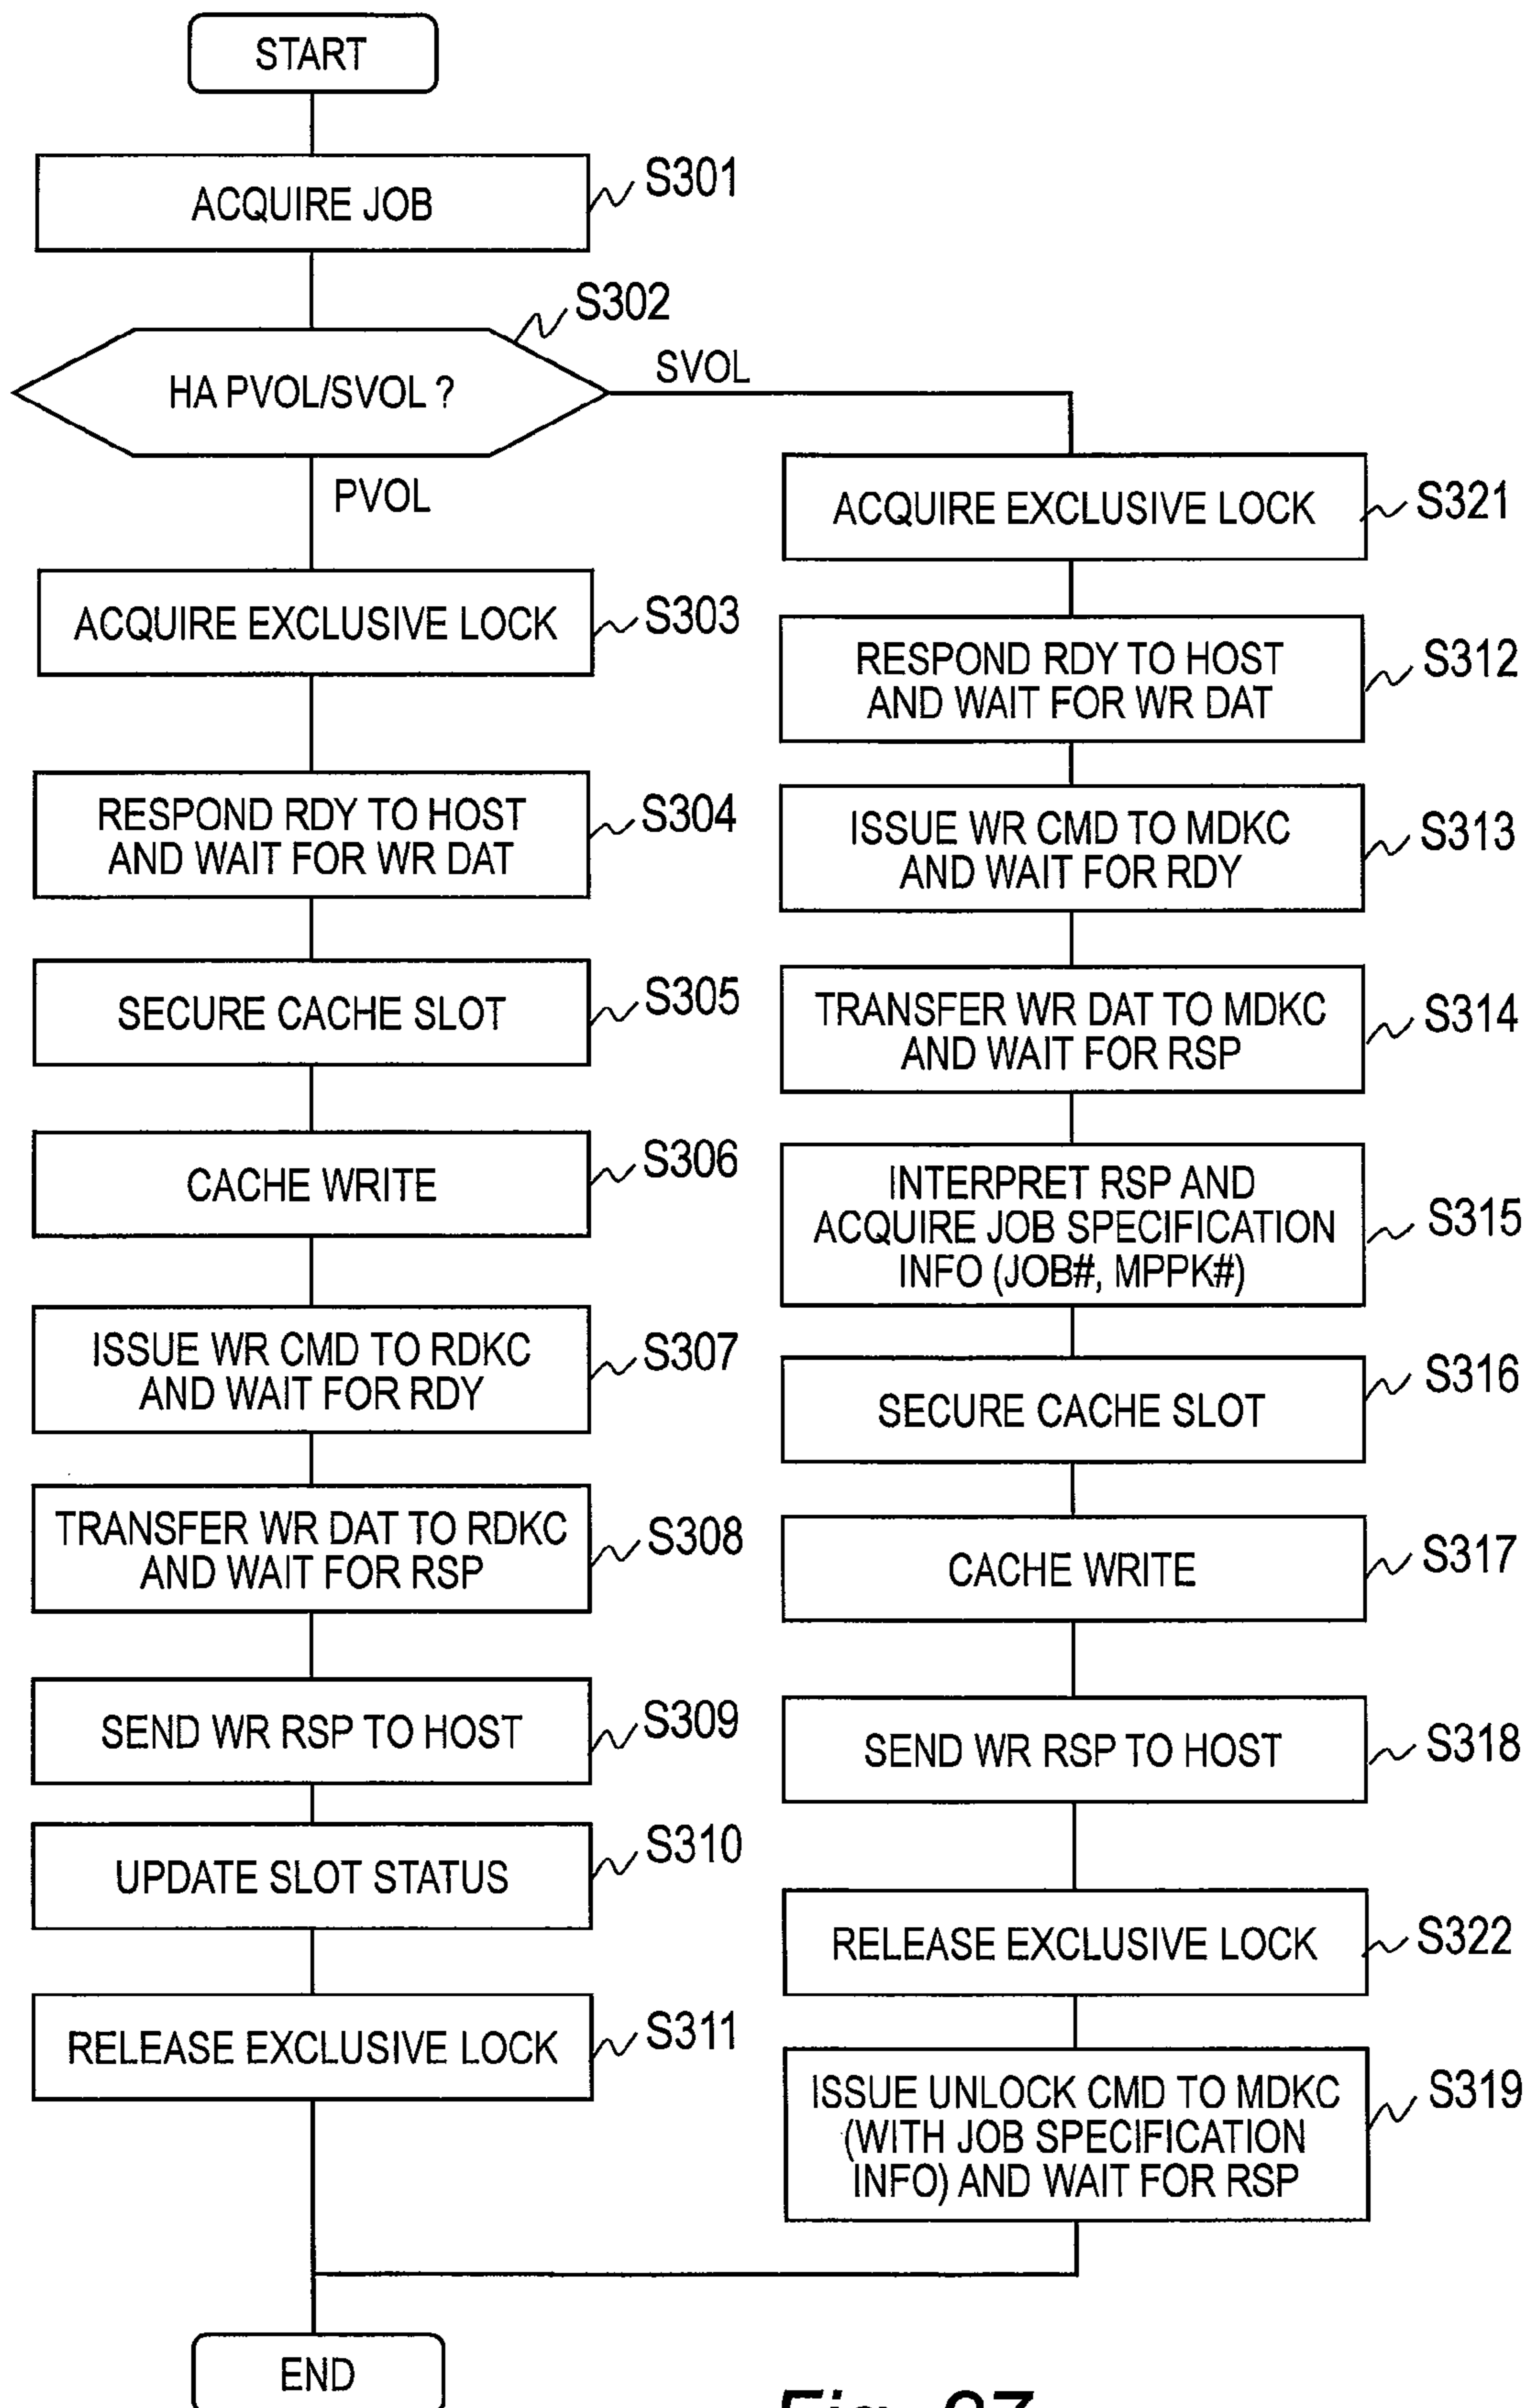 START
ACQUIRE JOB
S301
HA PVOL/SVOL ?
S302
SVOL
PVOL
ACQUIRE EXCLUSIVE LOCK
S303
RESPOND RDY TO HOST
AND WAIT FOR WR DAT
S304
SECURE CACHE SLOT
S305
CACHE WRITE
S306
ISSUE WR CMD TO RDKC
AND WAIT FOR RDY
S307
TRANSFER WR DAT TO RDKC
AND WAIT FOR RSP
S308
SEND WR RSP TO HOST
S309
UPDATE SLOT STATUS
S310
RELEASE EXCLUSIVE LOCK
S311
ACQUIRE EXCLUSIVE LOCK
S321
RESPOND RDY TO HOST
AND WAIT FOR WR DAT
S312
ISSUE WR CMD TO MDKC
AND WAIT FOR RDY
S313
TRANSFER WR DAT TO MDKC
AND WAIT FOR RSP
S314
INTERPRET RSP AND
ACQUIRE JOB SPECIFICATION
INFO (JOB#, MPPK#)
S315
SECURE CACHE SLOT
S316
CACHE WRITE
S317
SEND WR RSP TO HOST
S318
RELEASE EXCLUSIVE LOCK
S322
ISSUE UNLOCK CMD TO MDKC
(WITH JOB SPECIFICATION
INFO) AND WAIT FOR RSP
S319
END